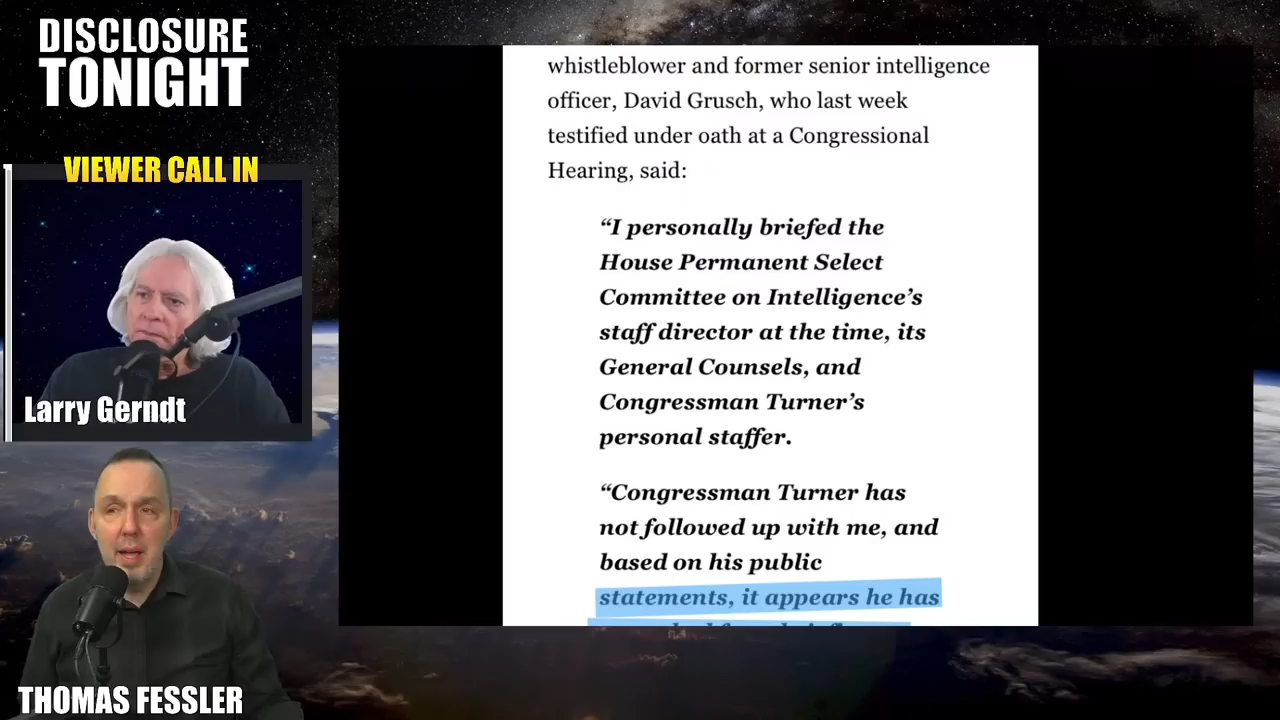 DISCLOSURE
TONIGHT
VIEWER CALL IN
Larry Gerndt
THOMAS FESSLER
whistleblower and former senior intelligence
officer, David Grusch, who last week
testified under oath at a Congressional
Hearing, said:
“I personally briefed the
House Permanent Select
Committee on Intelligence’s
staff director at the time, its
General Counsels, and
Congressman Turner’s
personal staffer.
“Congressman Turner has
not followed up with me, and
based on his public
statements, it appears he has